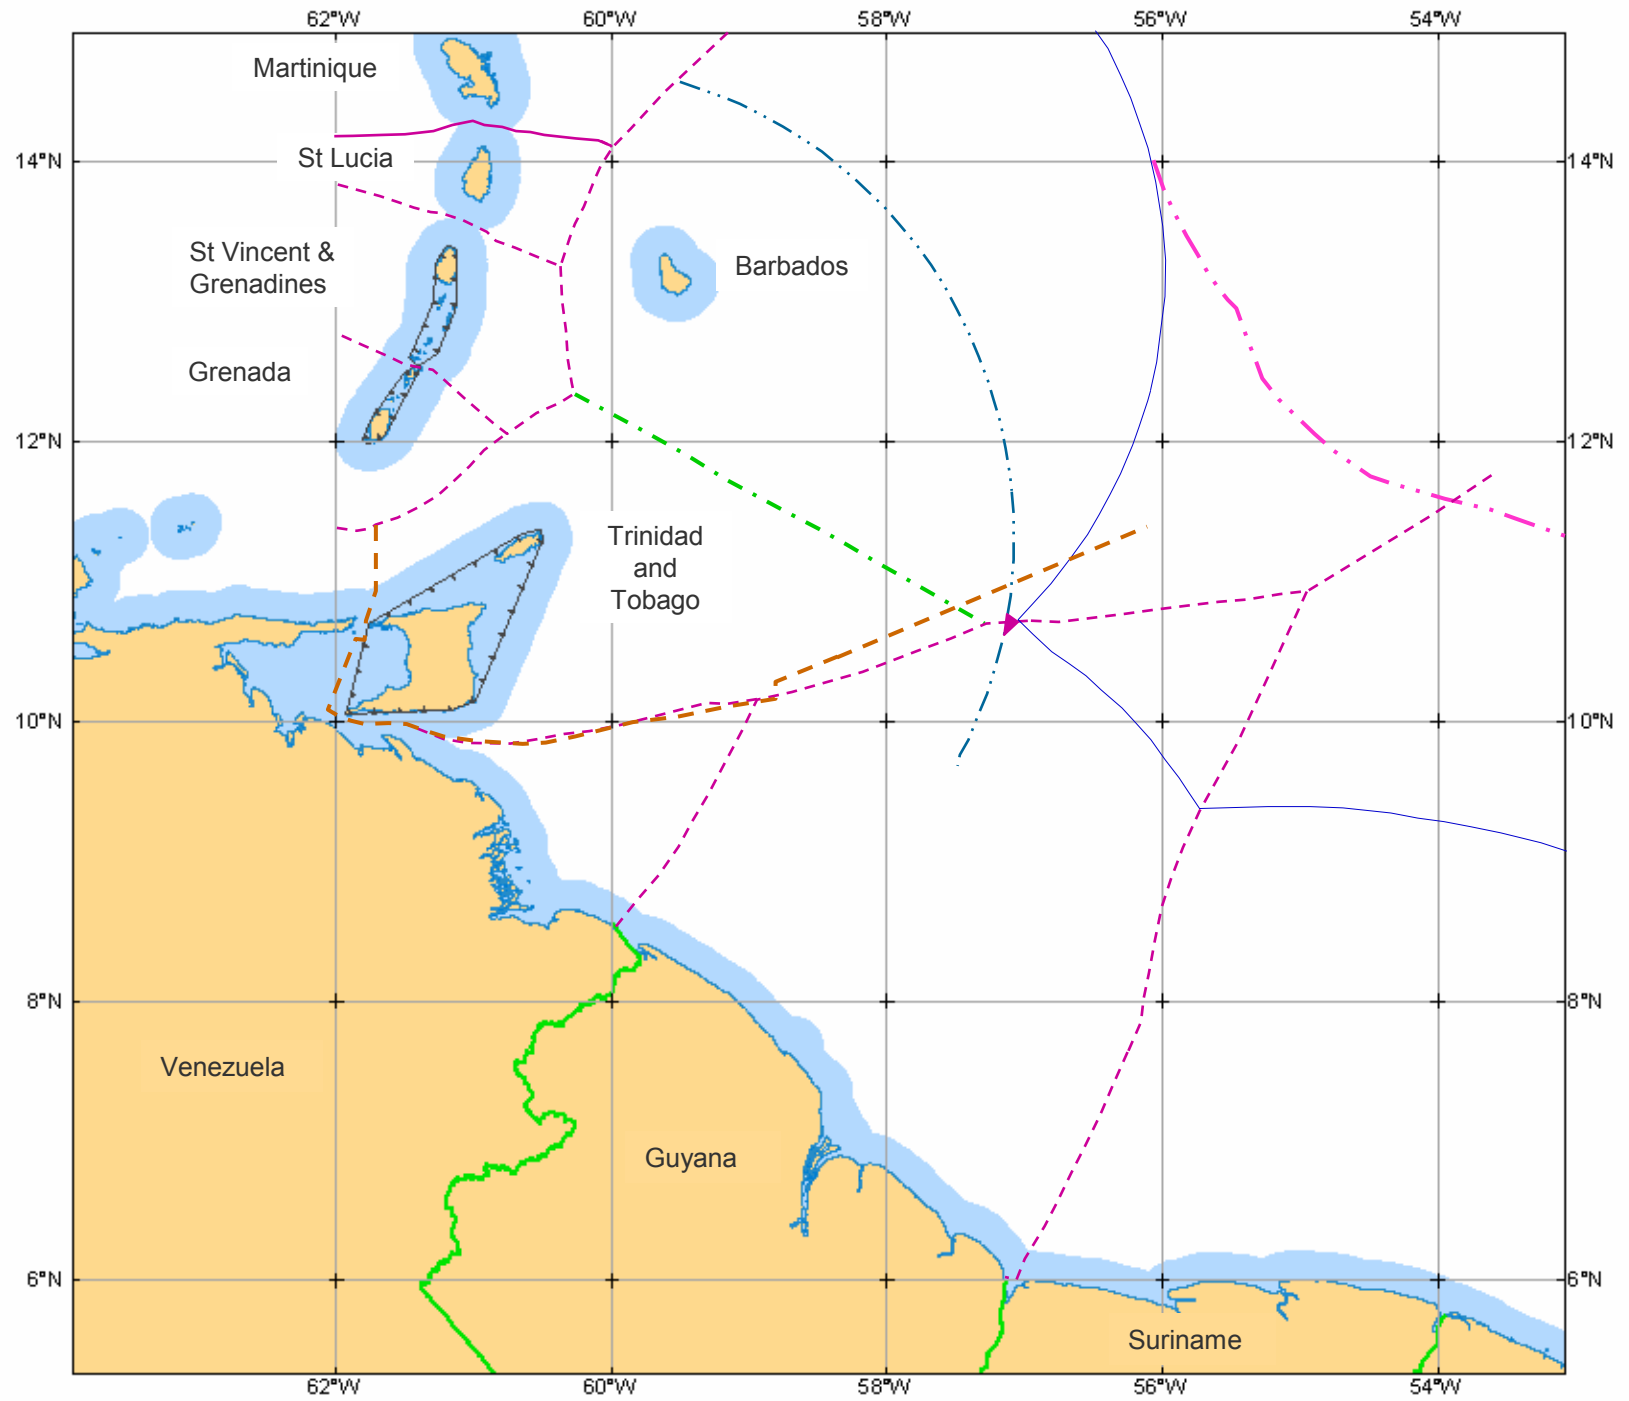 62°W 60°W 58°W 56°W 54°W
Martinique
14°N 14°N
St Lucia
St Vincent &
Grenadines
Barbados
Grenada
12°N 12°N
Trinidad
and
Tobago
10°N 10°N
8°N 8°N
Venezuela
Guyana
6°N 6°N
Suriname
62°W 60°W 58°W 56°W 54°W